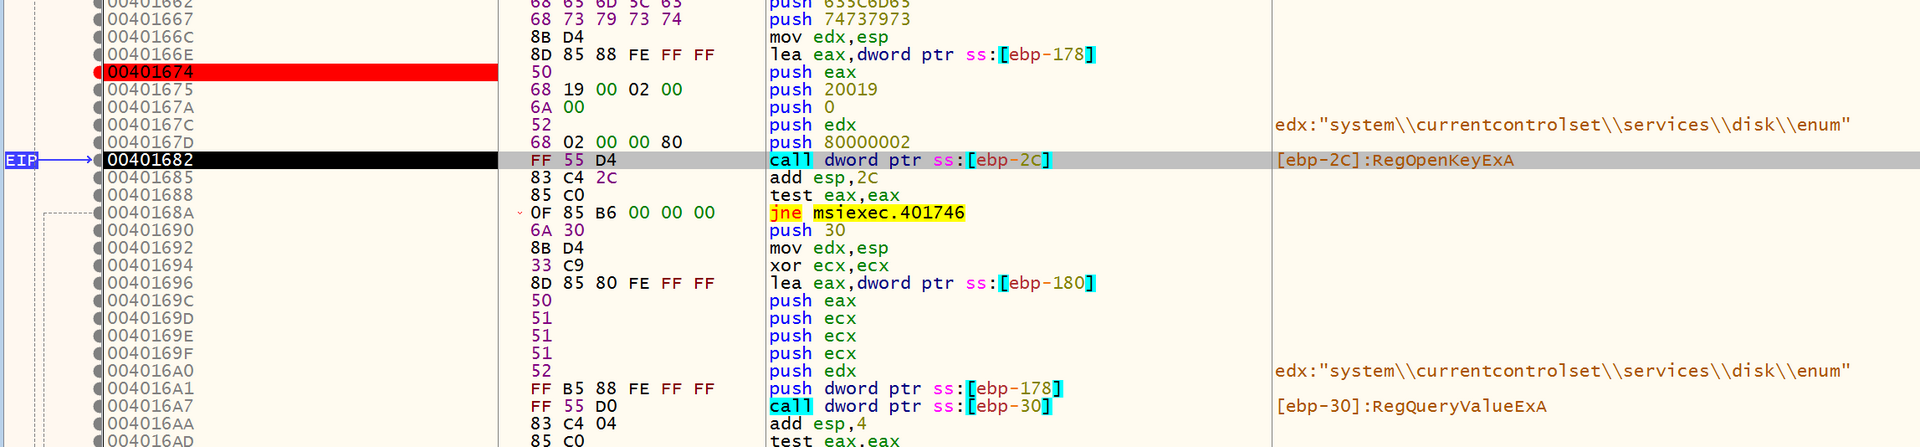 00401662 68 65 6D 5C 63 push 635C6D65
00401667 68 73 79 73 74 push 74737973
0040166C 8B D4 mov edx,esp
0040166E 8D 85 88 FE FF FF lea eax,dword ptr ss:[ebp-178]
00401674 50 push eax
00401675 68 19 00 02 00 push 20019
0040167A 6A 00 push 0
0040167C 52 push edx edx:"system\\currentcontrolset\\services\\disk\\enum"
0040167D 68 02 00 00 80 push 80000002
EIP 00401682 FF 55 D4 call dword ptr ss:[ebp-2C] [ebp-2C]:RegOpenKeyExA
00401685 83 C4 2C add esp,2C
00401688 85 C0 test eax,eax
0040168A 0F 85 B6 00 00 00 jne msiexec.401746
00401690 6A 30 push 30
00401692 8B D4 mov edx,esp
00401694 33 C9 xor ecx,ecx
00401696 8D 85 80 FE FF FF lea eax,dword ptr ss:[ebp-180]
0040169C 50 push eax
0040169D 51 push ecx
0040169E 51 push ecx
0040169F 51 push ecx
004016A0 52 push edx edx:"system\\currentcontrolset\\services\\disk\\enum"
004016A1 FF B5 88 FE FF FF push dword ptr ss:[ebp-178]
004016A7 FF 55 D0 call dword ptr ss:[ebp-30] [ebp-30]:RegQueryValueExA
004016AA 83 C4 04 add esp,4
004016AD 85 C0 test eax,eax